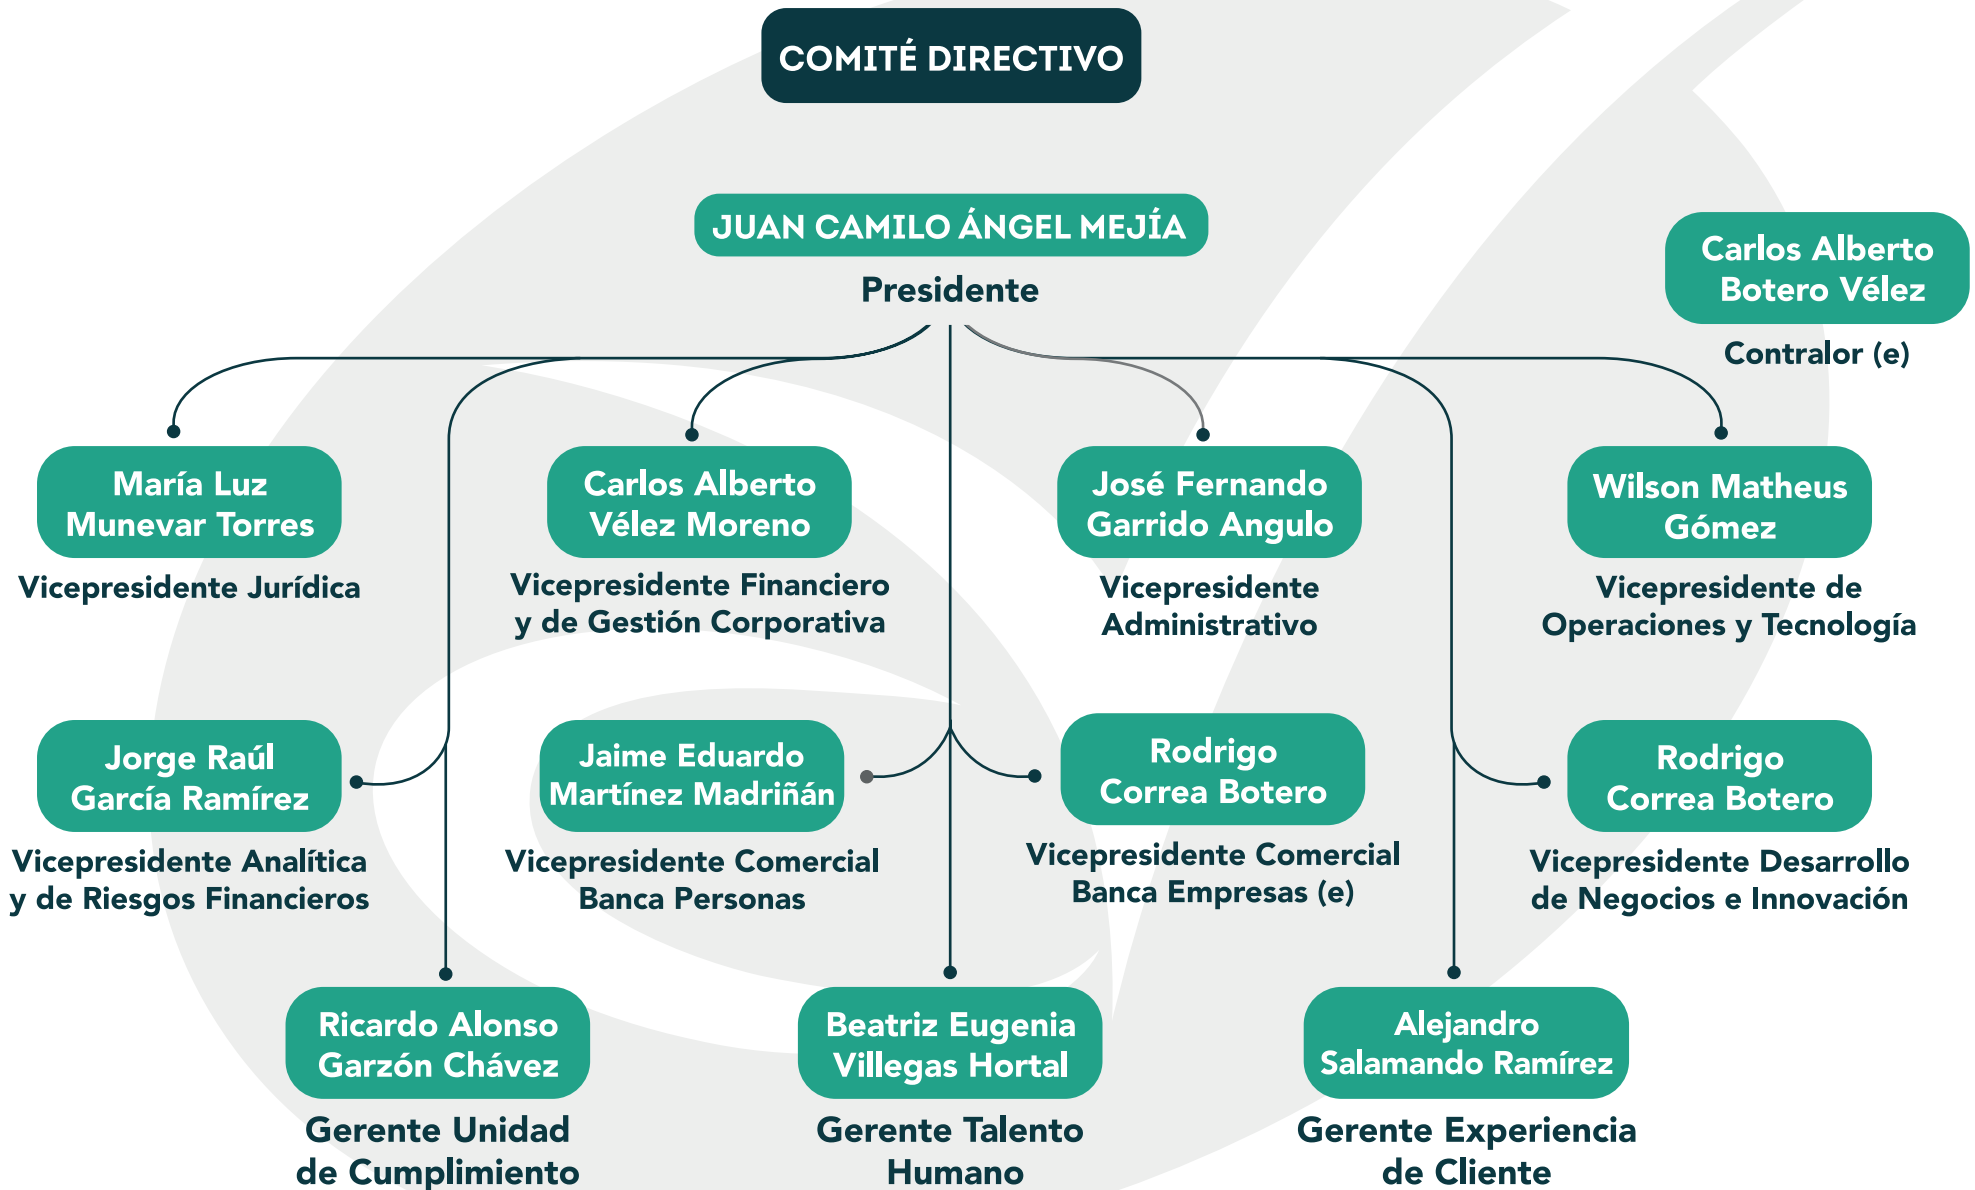 COMITÉ DIRECTIVO
JUAN CAMILO ÁNGEL MEJÍA
Presidente
Carlos Alberto
Botero Vélez
Contralor (e)
María Luz
Munevar Torres
Vicepresidente Jurídica
Carlos Alberto
Vélez Moreno
Vicepresidente Financiero
y de Gestión Corporativa
José Fernando
Garrido Angulo
Vicepresidente
Administrativo
Wilson Matheus
Gómez
Vicepresidente de
Operaciones y Tecnología
Jorge Raúl
García Ramírez
Vicepresidente Analítica
y de Riesgos Financieros
Jaime Eduardo
Martínez Madriñán
Vicepresidente Comercial
Banca Personas
Rodrigo
Correa Botero
Vicepresidente Comercial
Banca Empresas (e)
Rodrigo
Correa Botero
Vicepresidente Desarrollo
de Negocios e Innovación
Ricardo Alonso
Garzón Chávez
Gerente Unidad
de Cumplimiento
Beatriz Eugenia
Villegas Hortal
Gerente Talento
Humano
Alejandro
Salamando Ramírez
Gerente Experiencia
de Cliente